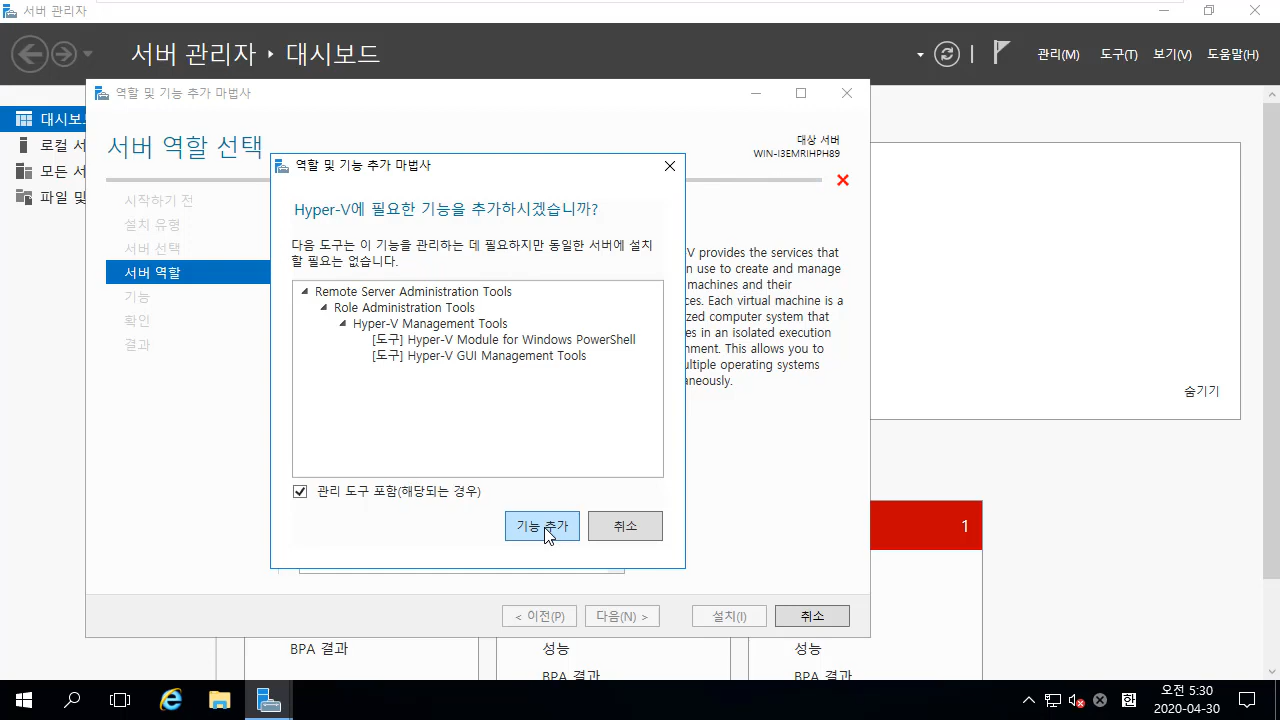 서버 관리자
서버 관리자 ‣ 대시보드
관리(M)
도구(T)
보기(V)
도움말(H)
대시보
로컬 서
모든 서
파일 및
역할 및 기능 추가 마법사
서버 역할 선택
대상 서버
WIN-I3EMRIHPH89
시작하기 전
설치 유형
서버 선택
서버 역할
기능
확인
결과
역할 및 기능 추가 마법사
Hyper-V에 필요한 기능을 추가하시겠습니까?
다음 도구는 이 기능을 관리하는 데 필요하지만 동일한 서버에 설치
할 필요는 없습니다.
Remote Server Administration Tools
Role Administration Tools
Hyper-V Management Tools
[도구] Hyper-V Module for Windows PowerShell
[도구] Hyper-V GUI Management Tools
관리 도구 포함(해당되는 경우)
기능 추가
취소
V provides the services that
n use to create and manage
machines and their
ces. Each virtual machine is a
zed computer system that
es in an isolated execution
nment. This allows you to
ultiple operating systems
aneously.
숨기기
1
< 이전(P)
다음(N) >
설치(I)
취소
BPA 결과
성능
BPA 결과
성능
BPA 결과
한
오전 5:30
2020-04-30